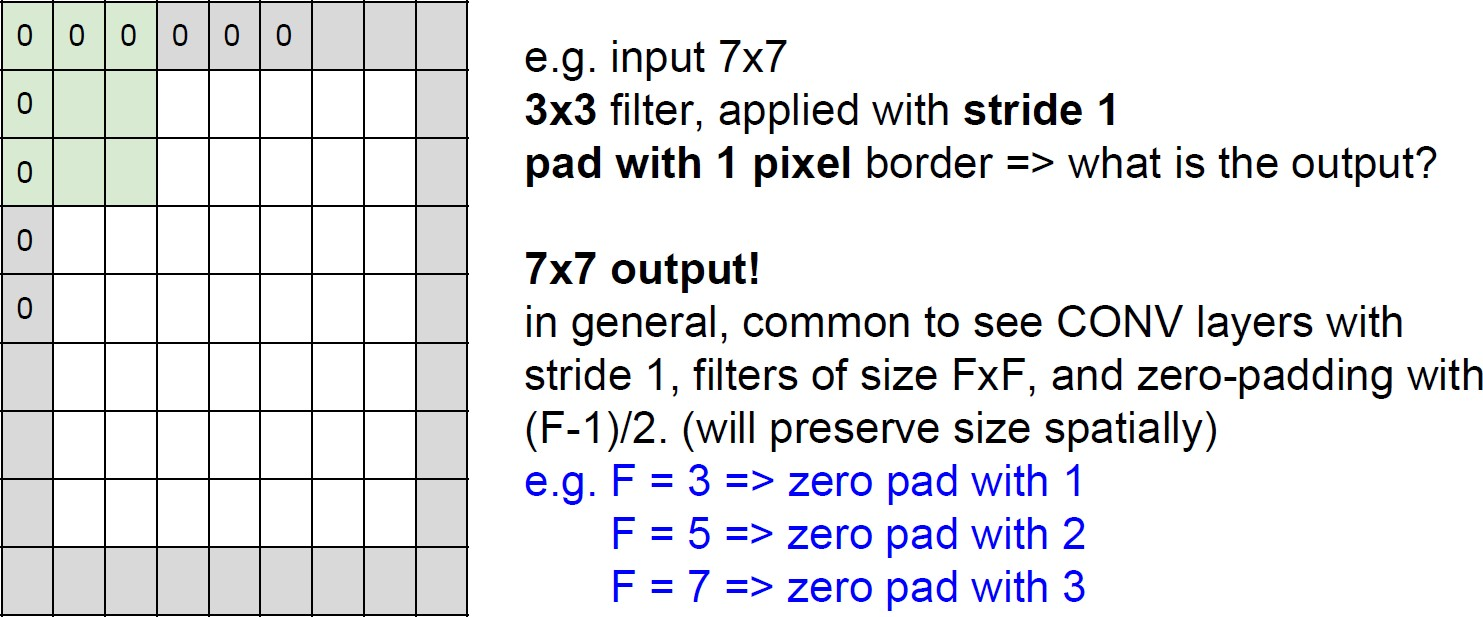 0 0 0 0 0 0
0
0
0
0
e.g. input 7x7
3x3 filter, applied with stride 1
pad with 1 pixel border => what is the output?
7x7 output!
in general, common to see CONV layers with
stride 1, filters of size FxF, and zero-padding with
(F-1)/2. (will preserve size spatially)
e.g. F = 3 => zero pad with 1
F = 5 => zero pad with 2
F = 7 => zero pad with 3